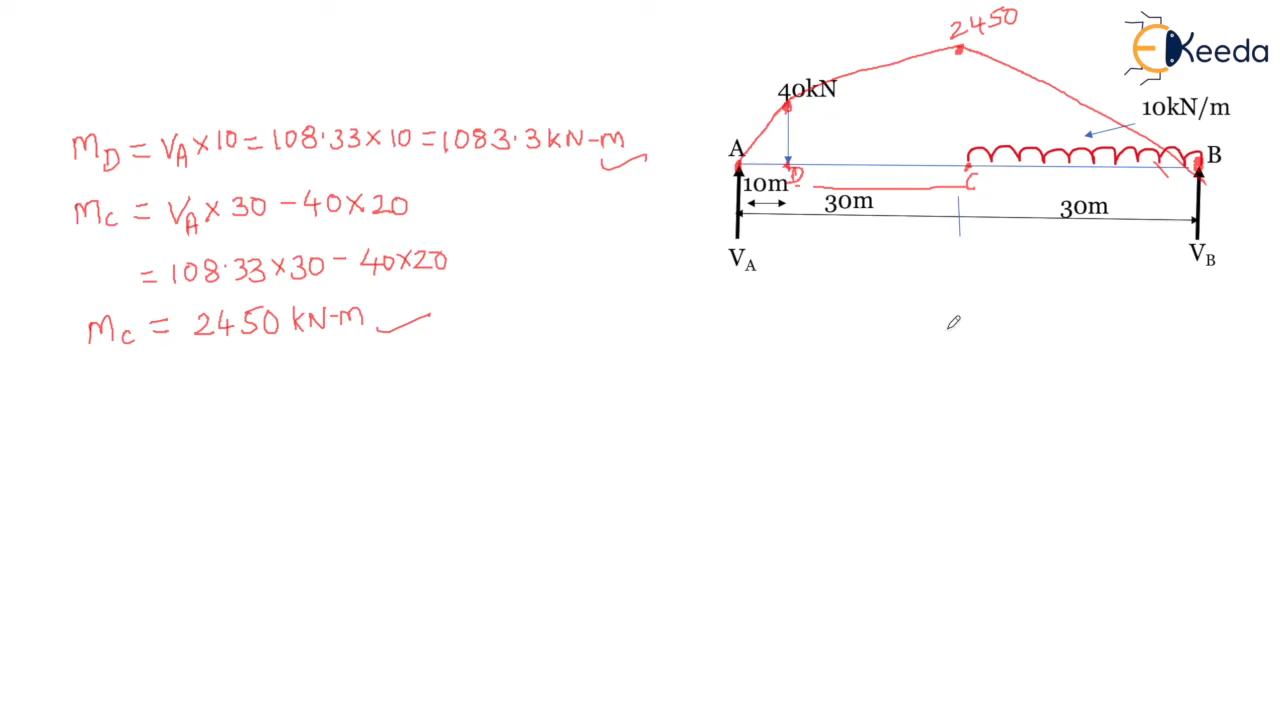 2450
Ekeeda
40kN
10kN/m
M_D = V_A × 10 = 108.33 × 10 = 1083.3 kN-m
A
B
D
C
10m
M_C = V_A × 30 - 40 × 20
30m
30m
= 108.33 × 30 - 40 × 20
V_A
V_B
M_C = 2450 kN-m